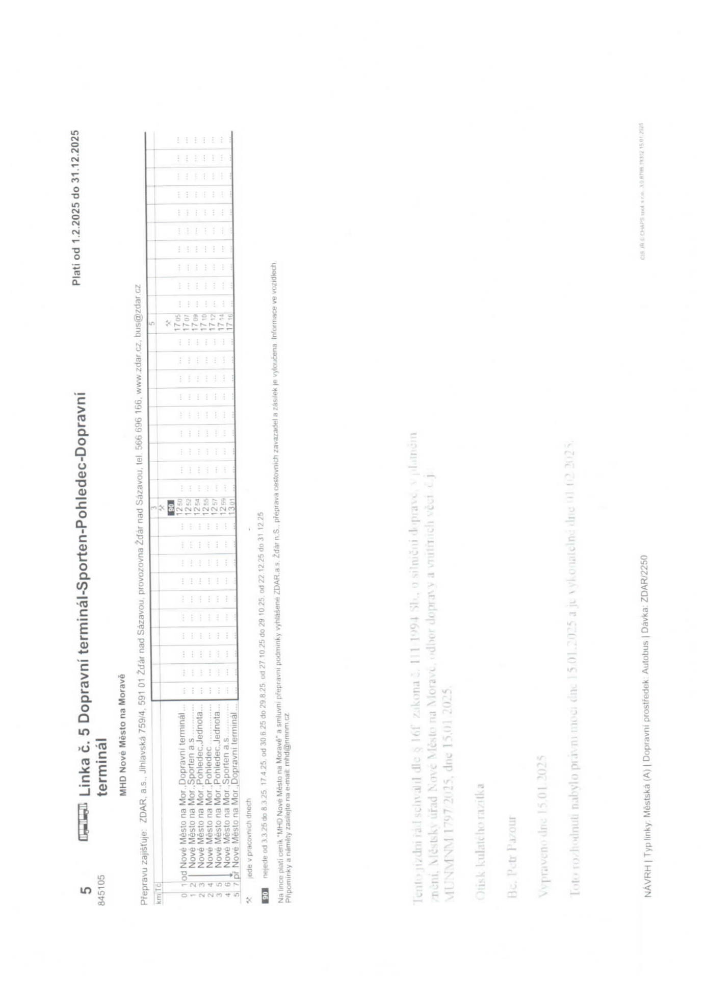 5 Linka č. 5 Dopravní terminál-Sporten-Pohledec-Dopravní terminál Platí od 1.2.2025 do 31.12.2025
845105
MHD Nové Město na Moravě
Přepravu zajišťuje: ZDAR, a.s., Jihlavská 759/4, 591 01 Žďár nad Sázavou, provozovna Žďár nad Sázavou, tel. 566 696 166, www.zdar.cz, bus@zdar.cz
km Tč 3 5
90
0 1 od Nové Město na Mor.,Dopravní terminál ... 12 50 ... 17 05 ...
1 2 Nové Město na Mor.,Sporten a.s. ... 12 52 ... 17 07 ...
2 3 Nové Město na Mor.,Pohledec,Jednota ... 12 54 ... 17 09 ...
2 4 Nové Město na Mor.,Pohledec ... 12 55 ... 17 10 ...
3 5 Nové Město na Mor.,Pohledec,Jednota ... 12 57 ... 17 12 ...
4 6 Nové Město na Mor.,Sporten a.s. ... 12 59 ... 17 14 ...
5 7 př Nové Město na Mor.,Dopravní terminál ... 13 01 ... 17 16 ...
jede v pracovních dnech
90 nejede od 3.3.25 do 8.3.25, 17.4.25, od 30.6.25 do 29.8.25, od 27.10.25 do 29.10.25, od 22.12.25 do 31.12.25
Na lince platí ceník "MHD Nové Město na Moravě" a smluvní přepravní podmínky vyhlášené ZDAR,a.s. Žďár n.S., přeprava cestovních zavazadel a zásilek je vyloučena. Informace ve vozidlech.
Připomínky a náměty zasílejte na e-mail: mhd@nmnm.cz
Tento jízdní řád schválil dle § 16f zákona č. 111/1994 Sb., o silniční dopravě, v platném
znění, Městský úřad Nové Město na Moravě, odbor dopravy a vnitřních věcí, č.j.
MUNMNM/1797/2025, dne 15.01.2025.
Otisk kulatého razítka
Bc. Petr Pazour
Vypraveno dne 15.01.2025
Toto rozhodnutí nabylo právní moci dne 15.01.2025 a je vykonatelné dne 01.02.2025.
NÁVRH | Typ linky: Městská (A) | Dopravní prostředek: Autobus | Dávka: ZDAR/2250
CIS JŘ © CHAPS spol. s r.o. 15.01.2025